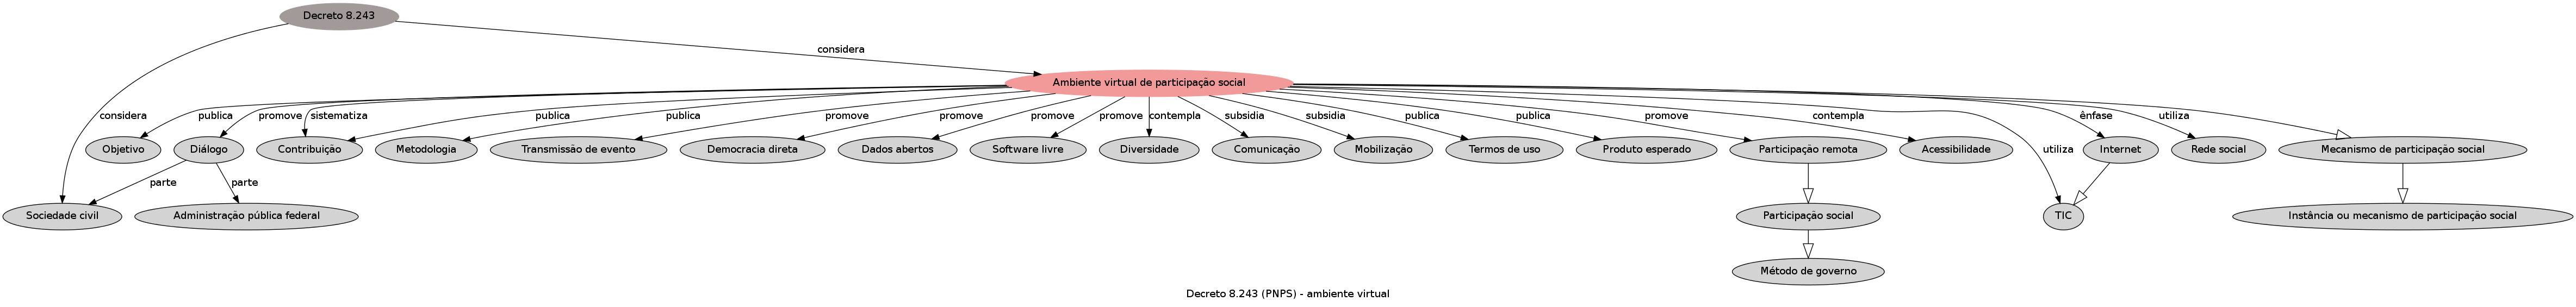 Decreto 8.243
considera
Ambiente virtual de participação social
considera
publica
promove
sistematiza
publica
publica
promove
promove
promove
promove
contempla
subsidia
subsidia
publica
publica
promove
contempla
utiliza
ênfase
utiliza
Objetivo
Diálogo
Contribuição
Metodologia
Transmissão de evento
Democracia direta
Dados abertos
Software livre
Diversidade
Comunicação
Mobilização
Termos de uso
Produto esperado
Participação remota
Acessibilidade
Internet
Rede social
Mecanismo de participação social
parte
parte
Sociedade civil
Administração pública federal
Participação social
TIC
Instância ou mecanismo de participação social
Método de governo
Decreto 8.243 (PNPS) - ambiente virtual